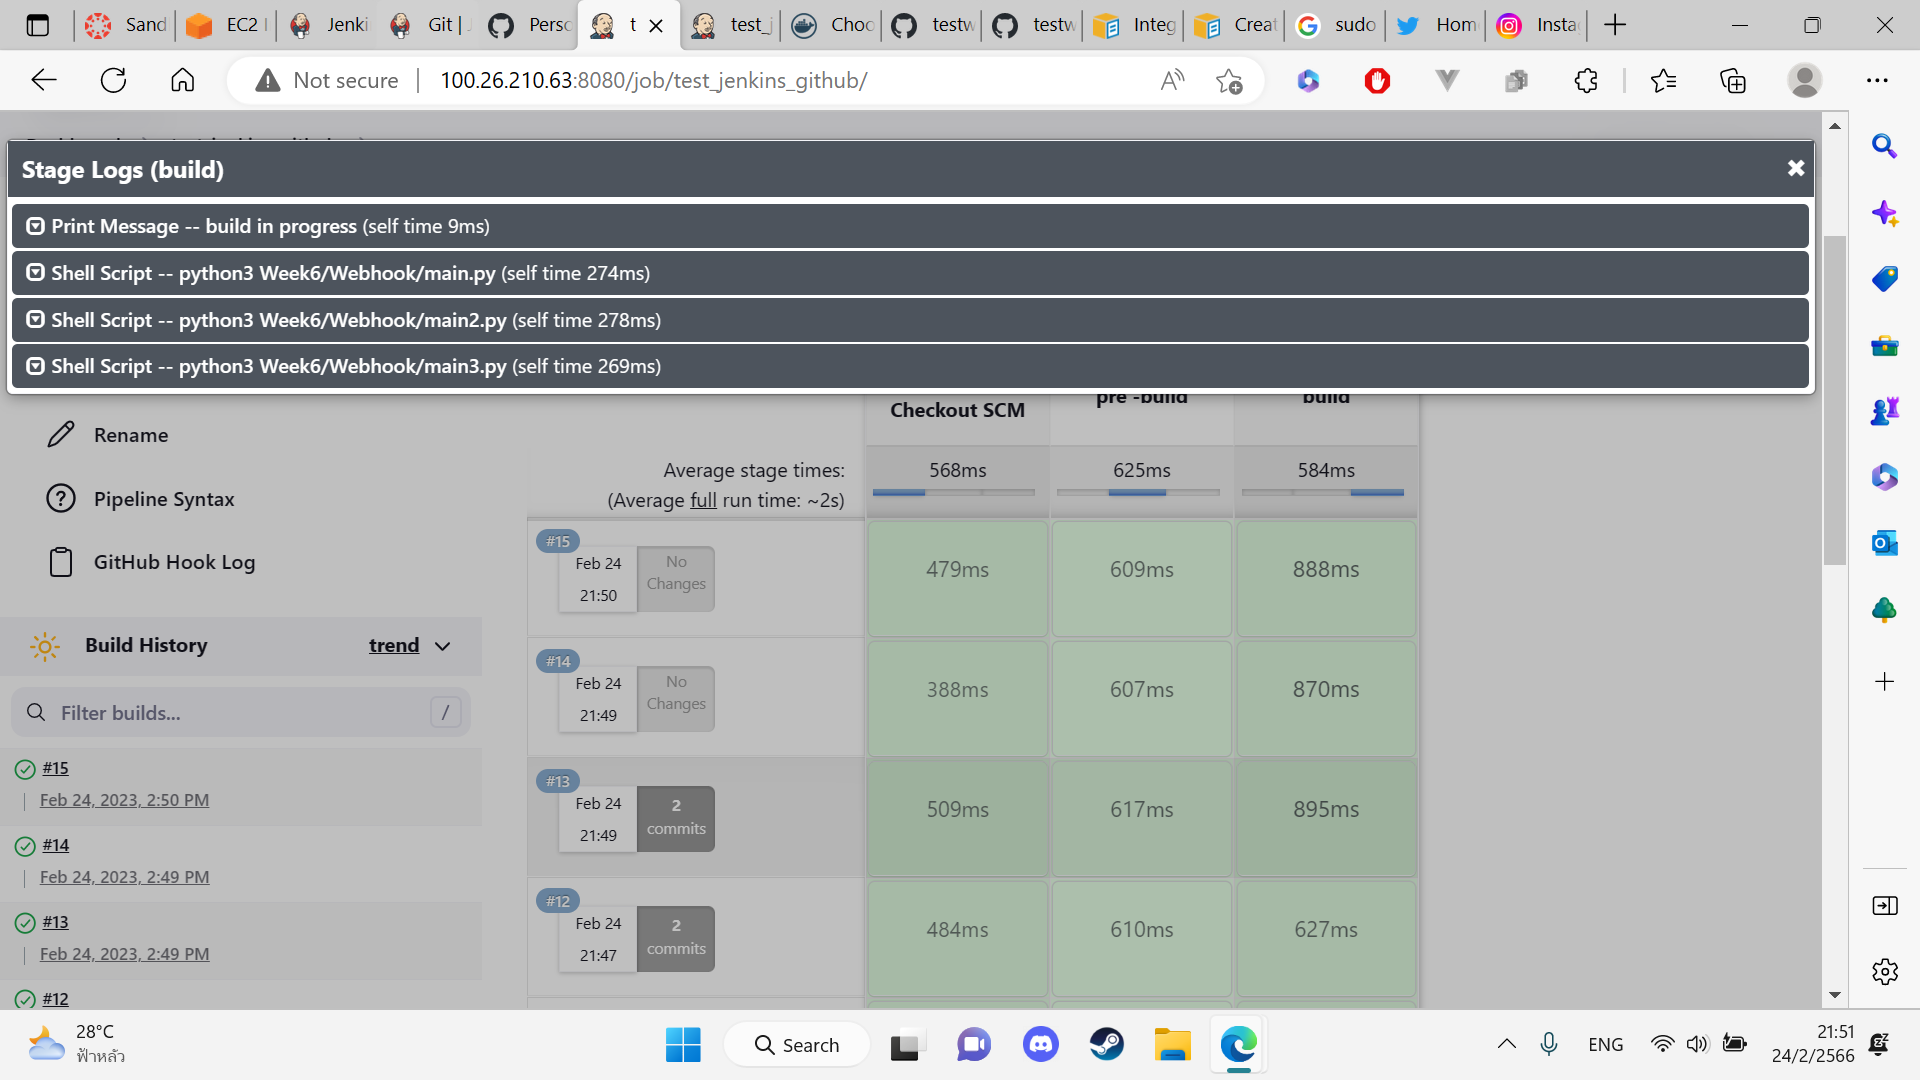 Sand
EC2 I
Jenki
Git | J
Perso
t
test_j
Choo
testw
testw
Integ
Creat
sudo
Hom
Insta
Not secure
100.26.210.63:8080/job/test_jenkins_github/
Stage Logs (build)
Print Message -- build in progress (self time 9ms)
Shell Script -- python3 Week6/Webhook/main.py (self time 274ms)
Shell Script -- python3 Week6/Webhook/main2.py (self time 278ms)
Shell Script -- python3 Week6/Webhook/main3.py (self time 269ms)
Rename
Pipeline Syntax
GitHub Hook Log
Build History
trend
Filter builds...
/
#15
Feb 24, 2023, 2:50 PM
#14
Feb 24, 2023, 2:49 PM
#13
Feb 24, 2023, 2:49 PM
#12
Checkout SCM
pre -build
build
Average stage times:
568ms
625ms
584ms
(Average full run time: ~2s)
#15
Feb 24
21:50
No
Changes
479ms
609ms
888ms
#14
Feb 24
21:49
No
Changes
388ms
607ms
870ms
#13
Feb 24
21:49
2
commits
509ms
617ms
895ms
#12
Feb 24
21:47
2
commits
484ms
610ms
627ms
28°C
ฟ้าหลัว
Search
ENG
21:51
24/2/2566